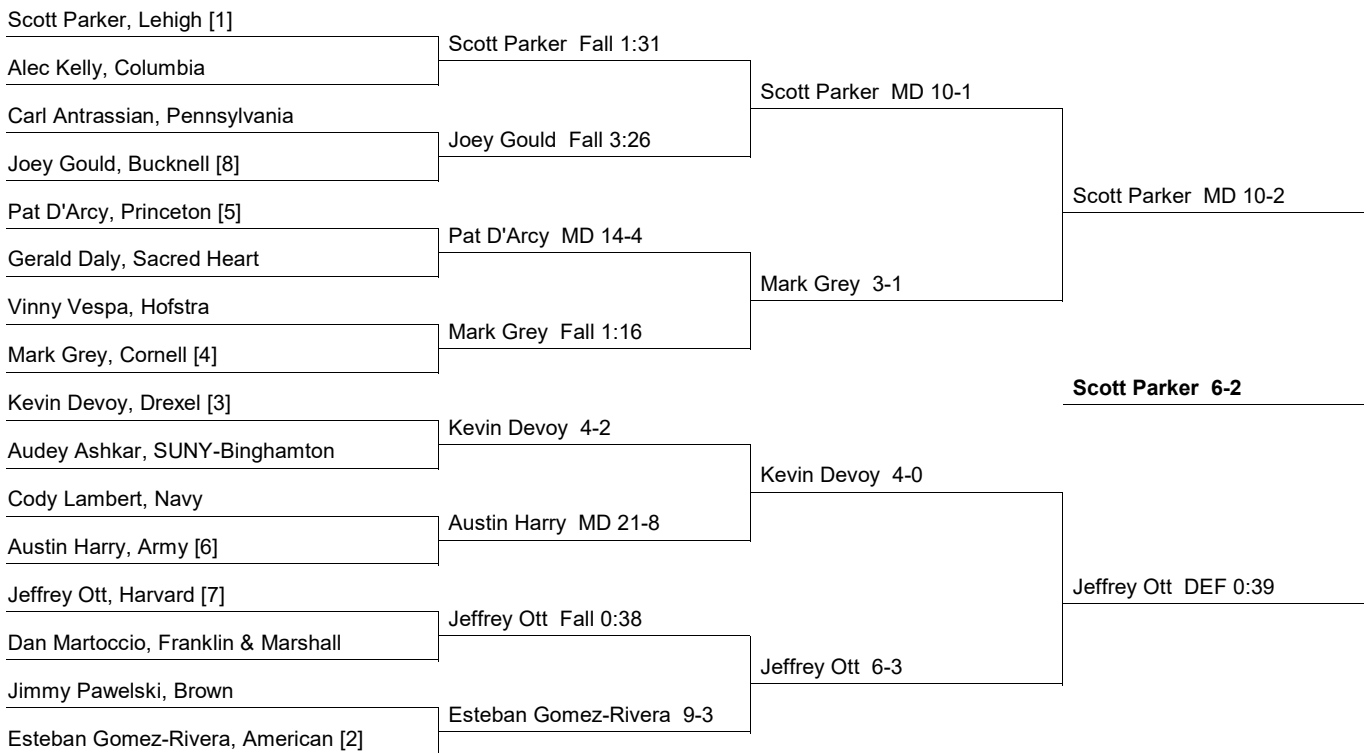 Scott Parker, Lehigh [1]
Alec Kelly, Columbia
Carl Antrassian, Pennsylvania
Joey Gould, Bucknell [8]
Pat D'Arcy, Princeton [5]
Gerald Daly, Sacred Heart
Vinny Vespa, Hofstra
Mark Grey, Cornell [4]
Kevin Devoy, Drexel [3]
Audey Ashkar, SUNY-Binghamton
Cody Lambert, Navy
Austin Harry, Army [6]
Jeffrey Ott, Harvard [7]
Dan Martoccio, Franklin & Marshall
Jimmy Pawelski, Brown
Esteban Gomez-Rivera, American [2]
Scott Parker Fall 1:31
Joey Gould Fall 3:26
Pat D'Arcy MD 14-4
Mark Grey Fall 1:16
Kevin Devoy 4-2
Austin Harry MD 21-8
Jeffrey Ott Fall 0:38
Esteban Gomez-Rivera 9-3
Scott Parker MD 10-1
Mark Grey 3-1
Kevin Devoy 4-0
Jeffrey Ott 6-3
Scott Parker MD 10-2
Jeffrey Ott DEF 0:39
Scott Parker 6-2